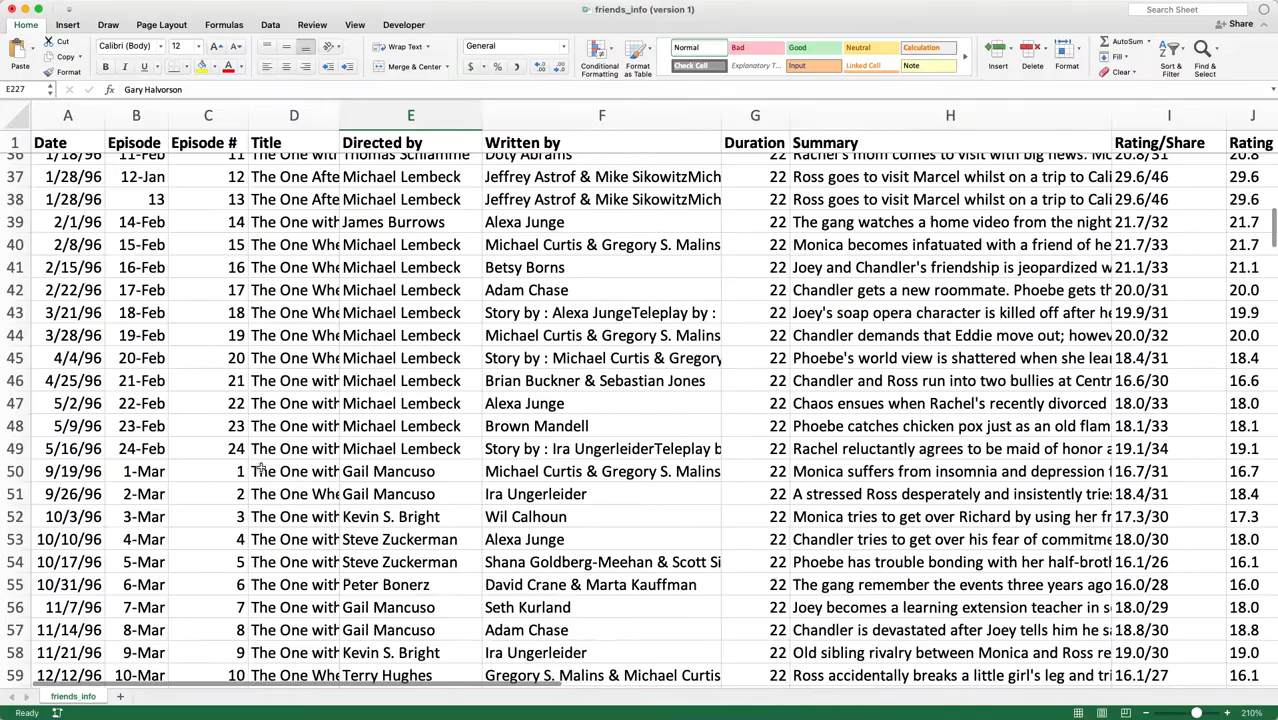 friends_info (version 1)
Search Sheet
Home Insert Draw Page Layout Formulas Data Review View Developer
Share
Paste
Cut
Copy
Format
Calibri (Body) 12
B I U
Wrap Text
Merge & Center
General
$ % )
Conditional Formatting
Format as Table
Normal Bad Good Neutral Calculation
Check Cell Explanatory T... Input Linked Cell Note
Insert Delete Format
AutoSum
Fill
Clear
Sort & Filter
Find & Select
E227 fx Gary Halvorson
A B C D E F G H I J
1 Date Episode Episode # Title Directed by Written by Duration Summary Rating/Share Rating
36 1/18/96 11-Feb 11 The One with Thomas Schlamme Doty Abrams 22 Rachel's mom comes to visit with big news. Mo 20.8/31 20.8
37 1/28/96 12-Jan 12 The One Afte Michael Lembeck Jeffrey Astrof & Mike SikowitzMich 22 Ross goes to visit Marcel whilst on a trip to Cali 29.6/46 29.6
38 1/28/96 13 13 The One Afte Michael Lembeck Jeffrey Astrof & Mike SikowitzMich 22 Ross goes to visit Marcel whilst on a trip to Cali 29.6/46 29.6
39 2/1/96 14-Feb 14 The One with James Burrows Alexa Junge 22 The gang watches a home video from the night 21.7/32 21.7
40 2/8/96 15-Feb 15 The One Whe Michael Lembeck Michael Curtis & Gregory S. Malins 22 Monica becomes infatuated with a friend of he 21.7/33 21.7
41 2/15/96 16-Feb 16 The One Whe Michael Lembeck Betsy Borns 22 Joey and Chandler's friendship is jeopardized w 21.1/33 21.1
42 2/22/96 17-Feb 17 The One Whe Michael Lembeck Adam Chase 22 Chandler gets a new roommate. Phoebe gets th 20.0/31 20.0
43 3/21/96 18-Feb 18 The One Whe Michael Lembeck Story by : Alexa JungeTeleplay by : 22 Joey's soap opera character is killed off after he 19.9/31 19.9
44 3/28/96 19-Feb 19 The One Whe Michael Lembeck Michael Curtis & Gregory S. Malins 22 Chandler demands that Eddie move out; howev 20.0/32 20.0
45 4/4/96 20-Feb 20 The One Whe Michael Lembeck Story by : Michael Curtis & Gregory 22 Phoebe's world view is shattered when she lear 18.4/31 18.4
46 4/25/96 21-Feb 21 The One with Michael Lembeck Brian Buckner & Sebastian Jones 22 Chandler and Ross run into two bullies at Centr 16.6/30 16.6
47 5/2/96 22-Feb 22 The One with Michael Lembeck Alexa Junge 22 Chaos ensues when Rachel's recently divorced 18.0/33 18.0
48 5/9/96 23-Feb 23 The One with Michael Lembeck Brown Mandell 22 Phoebe catches chicken pox just as an old flam 18.1/33 18.1
49 5/16/96 24-Feb 24 The One with Michael Lembeck Story by : Ira UngerleiderTeleplay b 22 Rachel reluctantly agrees to be maid of honor a 19.1/34 19.1
50 9/19/96 1-Mar 1 The One with Gail Mancuso Michael Curtis & Gregory S. Malins 22 Monica suffers from insomnia and depression f 16.7/31 16.7
51 9/26/96 2-Mar 2 The One Whe Gail Mancuso Ira Ungerleider 22 A stressed Ross desperately and insistently tries 18.4/31 18.4
52 10/3/96 3-Mar 3 The One with Kevin S. Bright Wil Calhoun 22 Monica tries to get over Richard by using her fr 17.3/30 17.3
53 10/10/96 4-Mar 4 The One with Steve Zuckerman Alexa Junge 22 Chandler tries to get over his fear of commitme 18.0/30 18.0
54 10/17/96 5-Mar 5 The One with Steve Zuckerman Shana Goldberg-Meehan & Scott Si 22 Phoebe has trouble bonding with her half-brot 16.1/26 16.1
55 10/31/96 6-Mar 6 The One with Peter Bonerz David Crane & Marta Kauffman 22 The gang remember the events three years ago 16.0/28 16.0
56 11/7/96 7-Mar 7 The One with Gail Mancuso Seth Kurland 22 Joey becomes a learning extension teacher in s 18.0/29 18.0
57 11/14/96 8-Mar 8 The One with Gail Mancuso Adam Chase 22 Chandler is devastated after Joey tells him he sa 18.8/30 18.8
58 11/21/96 9-Mar 9 The One with Kevin S. Bright Ira Ungerleider 22 Old sibling rivalry between Monica and Ross re 19.0/30 19.0
59 12/12/96 10-Mar 10 The One with Terry Hughes Gregory S. Malins & Michael Curtis 22 Ross accidentally breaks a little girl's leg and tri 16.1/27 16.1
friends_info
Ready
210%